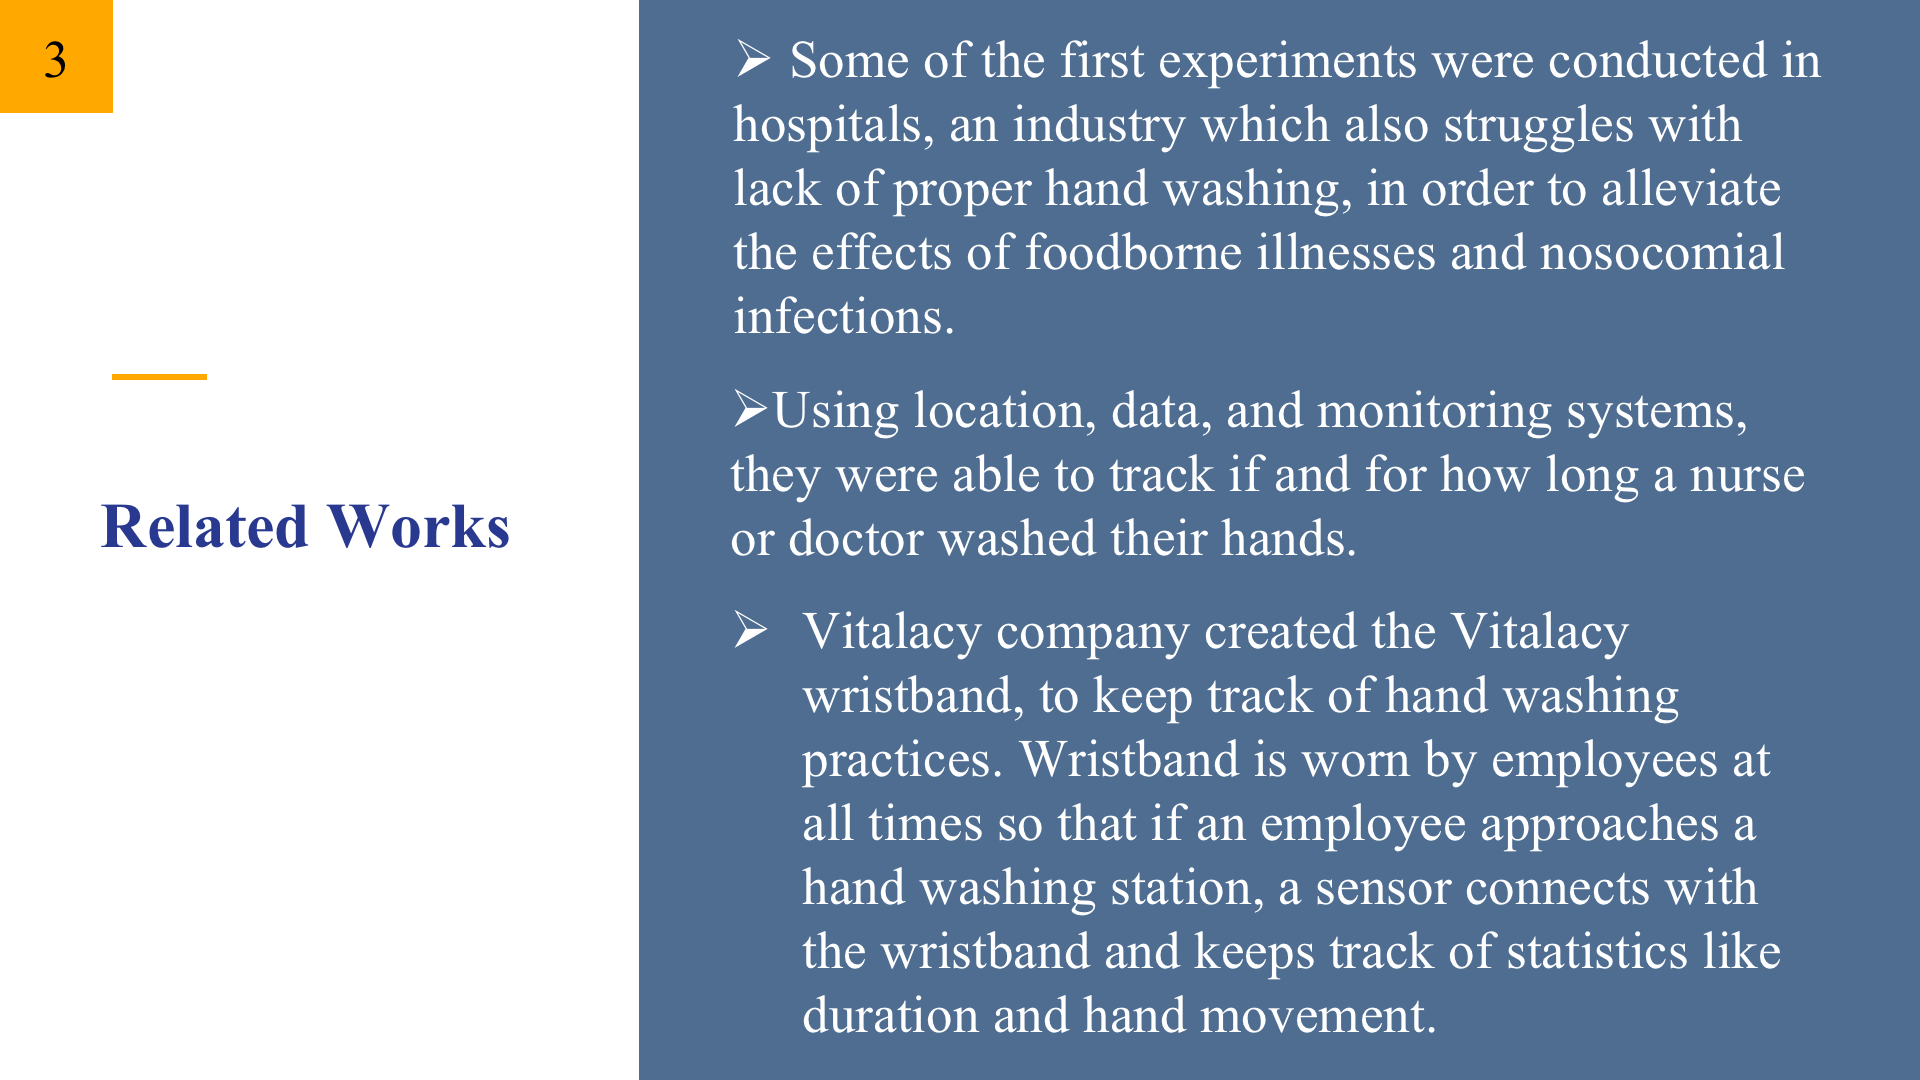 3
Related Works
➢ Some of the first experiments were conducted in
hospitals, an industry which also struggles with
lack of proper hand washing, in order to alleviate
the effects of foodborne illnesses and nosocomial
infections.
➢Using location, data, and monitoring systems,
they were able to track if and for how long a nurse
or doctor washed their hands.
➢ Vitalacy company created the Vitalacy
wristband, to keep track of hand washing
practices. Wristband is worn by employees at
all times so that if an employee approaches a
hand washing station, a sensor connects with
the wristband and keeps track of statistics like
duration and hand movement.